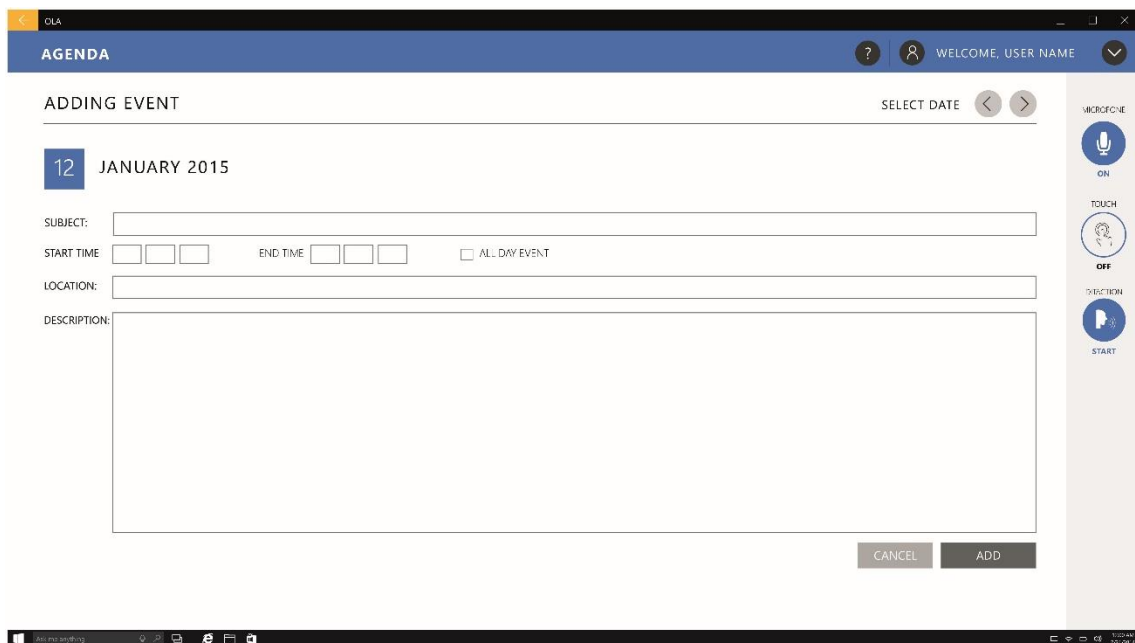 OLA
AGENDA
? WELCOME, USER NAME
ADDING EVENT
SELECT DATE
MICROFONE
ON
12 JANUARY 2015
SUBJECT:
TOUCH
OFF
START TIME END TIME ALL DAY EVENT
LOCATION:
DESCRIPTION:
START
CANCEL ADD
Ask me anything